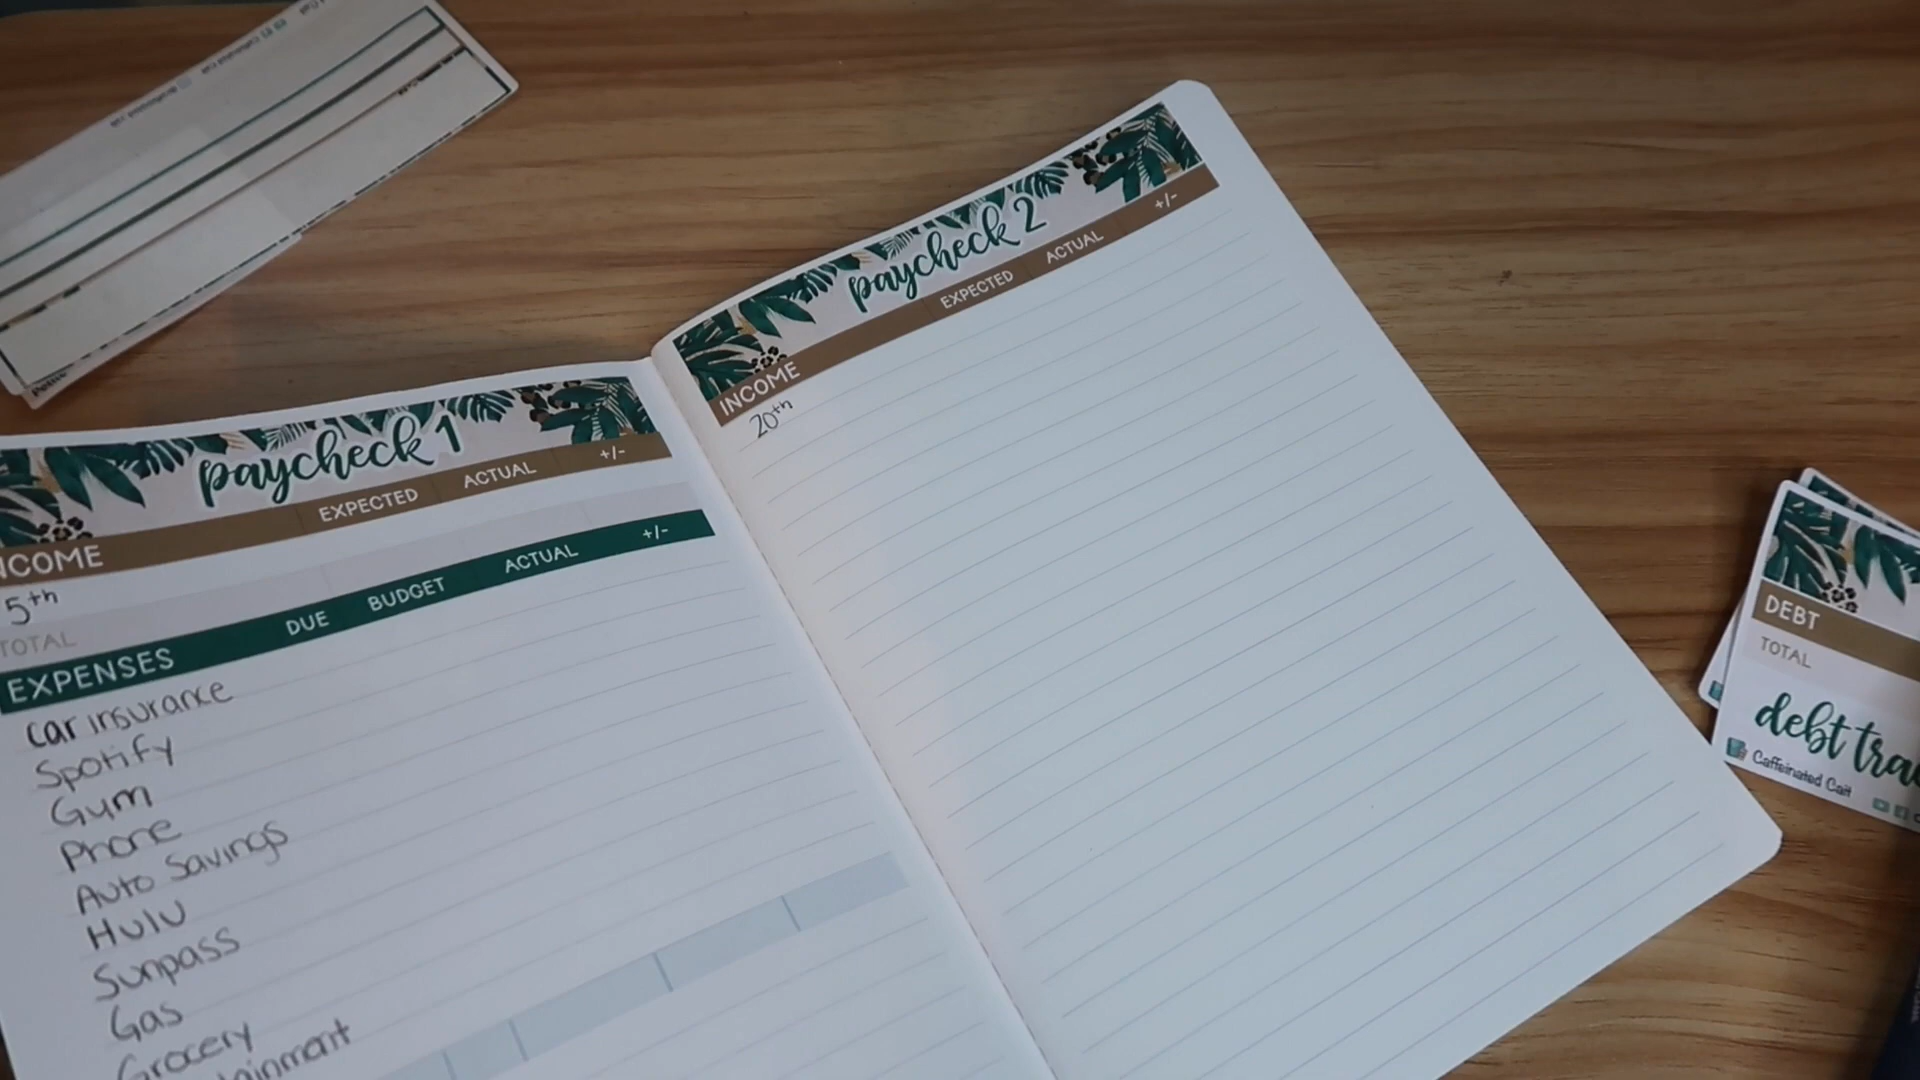 paycheck 1
INCOME EXPECTED ACTUAL +/-
5th
TOTAL
EXPENSES DUE BUDGET ACTUAL +/-
Car insurance
Spotify
Gym
Phone
Auto Savings
Hulu
Sunpass
Gas
Grocery
paycheck 2
INCOME EXPECTED ACTUAL +/-
20th
DEBT
TOTAL
debt
Caffeinated Cait